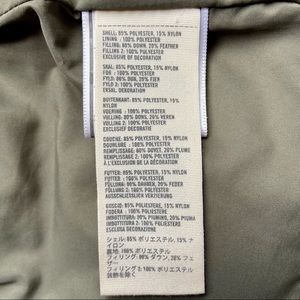 SHELL: 85% POLYESTER, 15% NYLON
LINING : 100% POLYESTER
FILLING: 80% DOWN, 20% FEATHER
FILLING 2: 100% POLYESTER
EXCLUSIVE OF DECORATION
SKAL: 85% POLYESTER, 15% NYLON
FOR : 100% POLYESTER
FYLD: 80% DUN, 20% FJER
FYLD 2: 100% POLYESTER
EKSKL. DEKORATION
BUITENKANT: 85% POLYESTER, 15% NYLON
VOERING : 100% POLYESTER
VULLING: 80% DONS, 20% VEREN
VULLING 2: 100% POLYESTER
EXCLUSIEF DECORATIE
COUCHE: 85% POLYESTER, 15% NYLON
DOUBLURE : 100% POLYESTER
REMPLISSAGE: 80% DUVET, 20% PLUME
REMPLISSAGE 2: 100% POLYESTER
À L'EXCLUSION DE LA DÉCORATION
FUTTER: 85% POLYESTER, 15% NYLON
FUTTER : 100% POLYESTER
FÜLLUNG: 80% DAUNEN, 20% FEDER
FÜLLUNG 2: 100% POLYESTER
AUSSCHLIESSLICH VERZIERUNG
GUSCIO: 85% POLIESTERE, 15% NYLON
FODERA : 100% POLIESTERE
IMBOTTITURA: 80% PIUMINO, 20% PIUMA
IMBOTTITURA 2: 100% POLIESTERE
ESCLUSA DECORAZIONE
シェル: 85% ポリエステル, 15% ナ
イロン
裏地: 100% ポリエステル
フィリング: 80% ダウン, 20% フェ
ザー
フィリング 2: 100% ポリエステル
装飾を除く